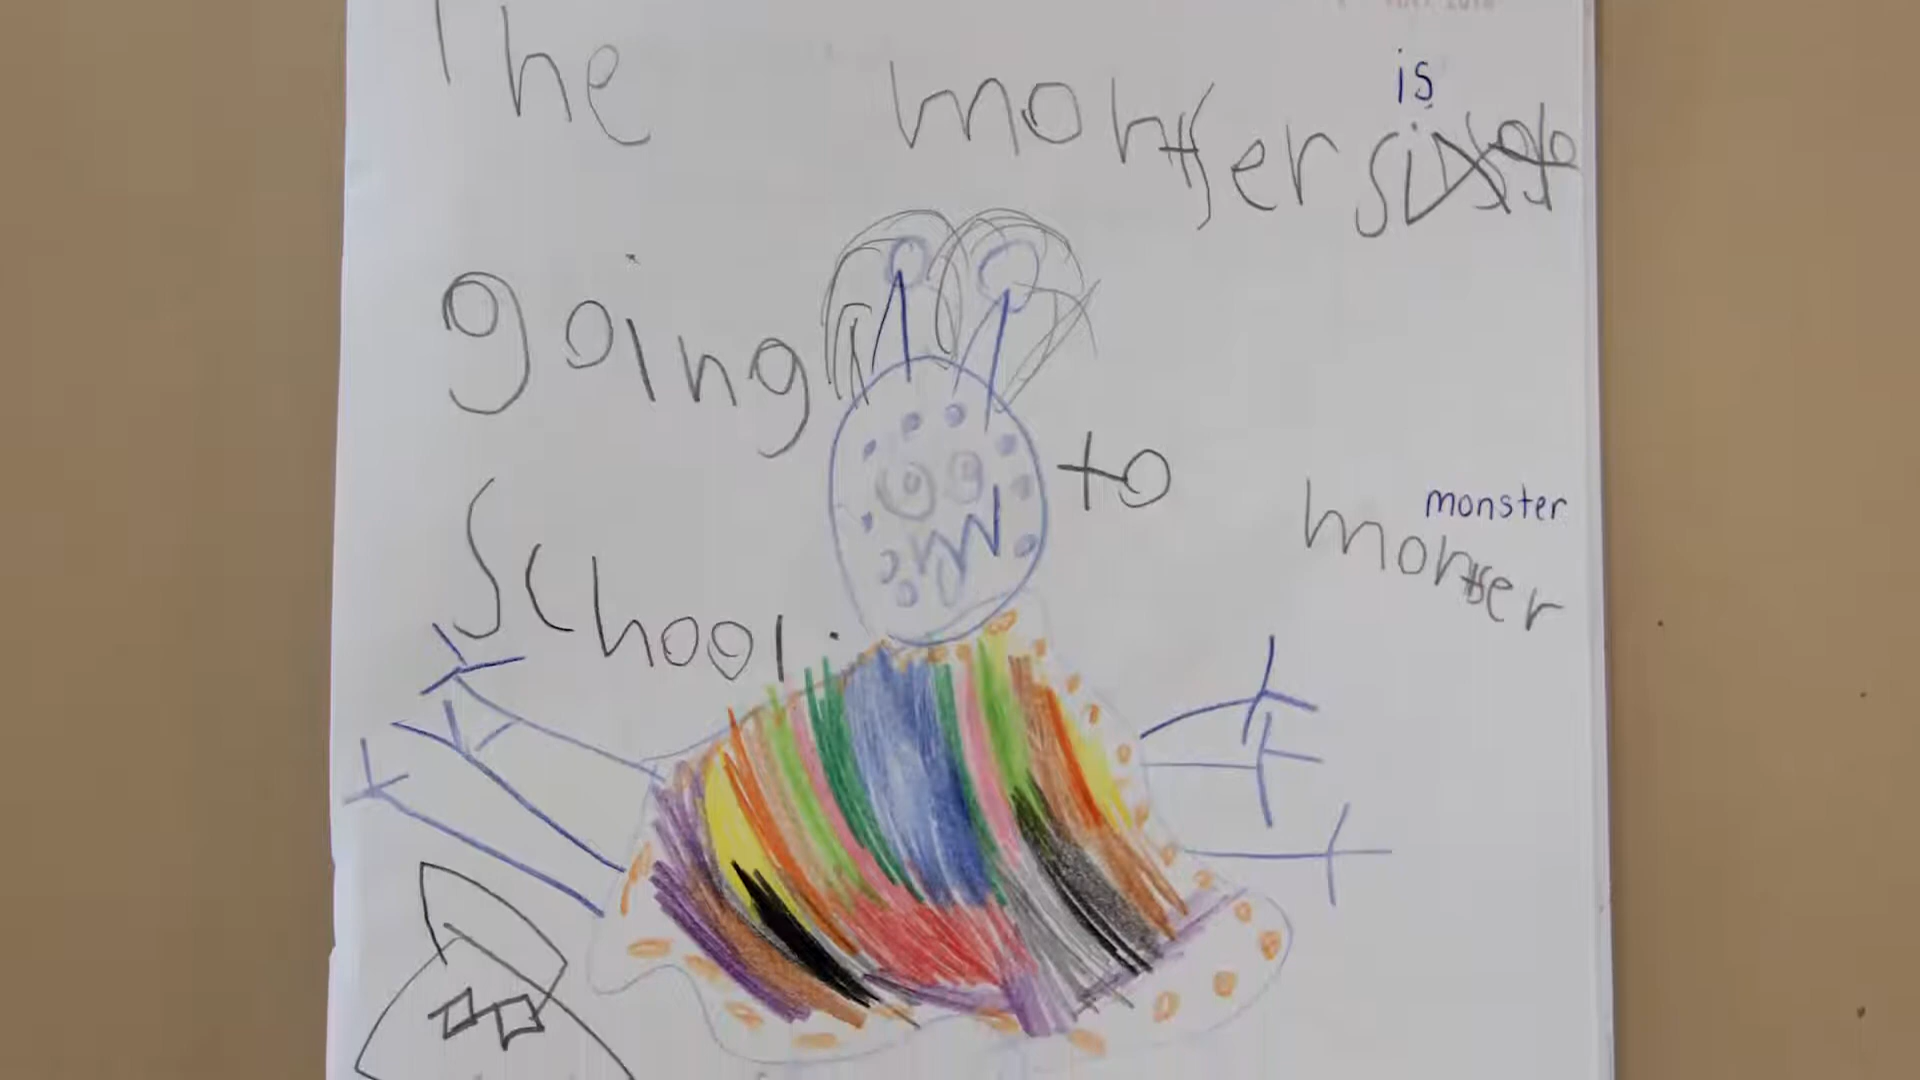 The monster is
going to monster
monster
school.